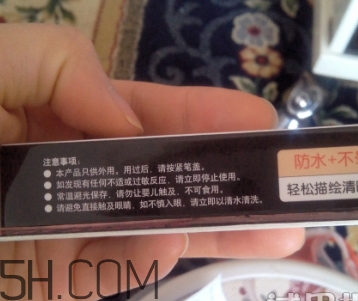 注意事项：
● 本产品只供外用。用过后，请按紧笔盖。
● 如发现有任何不适或过敏反应，请立即停止使用。
● 常温避光保存，请勿让婴儿触及，不可食用。
● 请避免直接触及眼睛，如不慎入眼，请立即以清水清洗。
防水+不
轻松描绘清
5H.COM